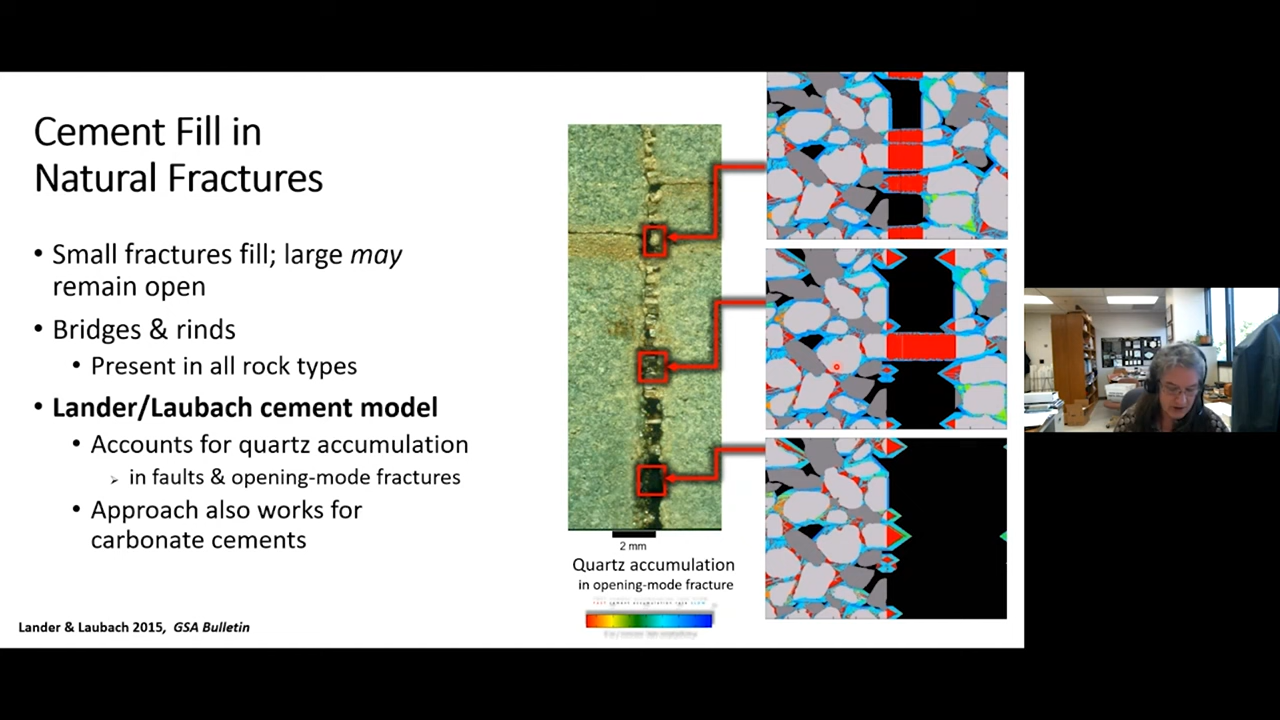 Cement Fill in
Natural Fractures
• Small fractures fill; large may
remain open
• Bridges & rinds
• Present in all rock types
• Lander/Laubach cement model
• Accounts for quartz accumulation
➢ in faults & opening-mode fractures
• Approach also works for
carbonate cements
Lander & Laubach 2015, GSA Bulletin
2 mm
Quartz accumulation
in opening-mode fracture